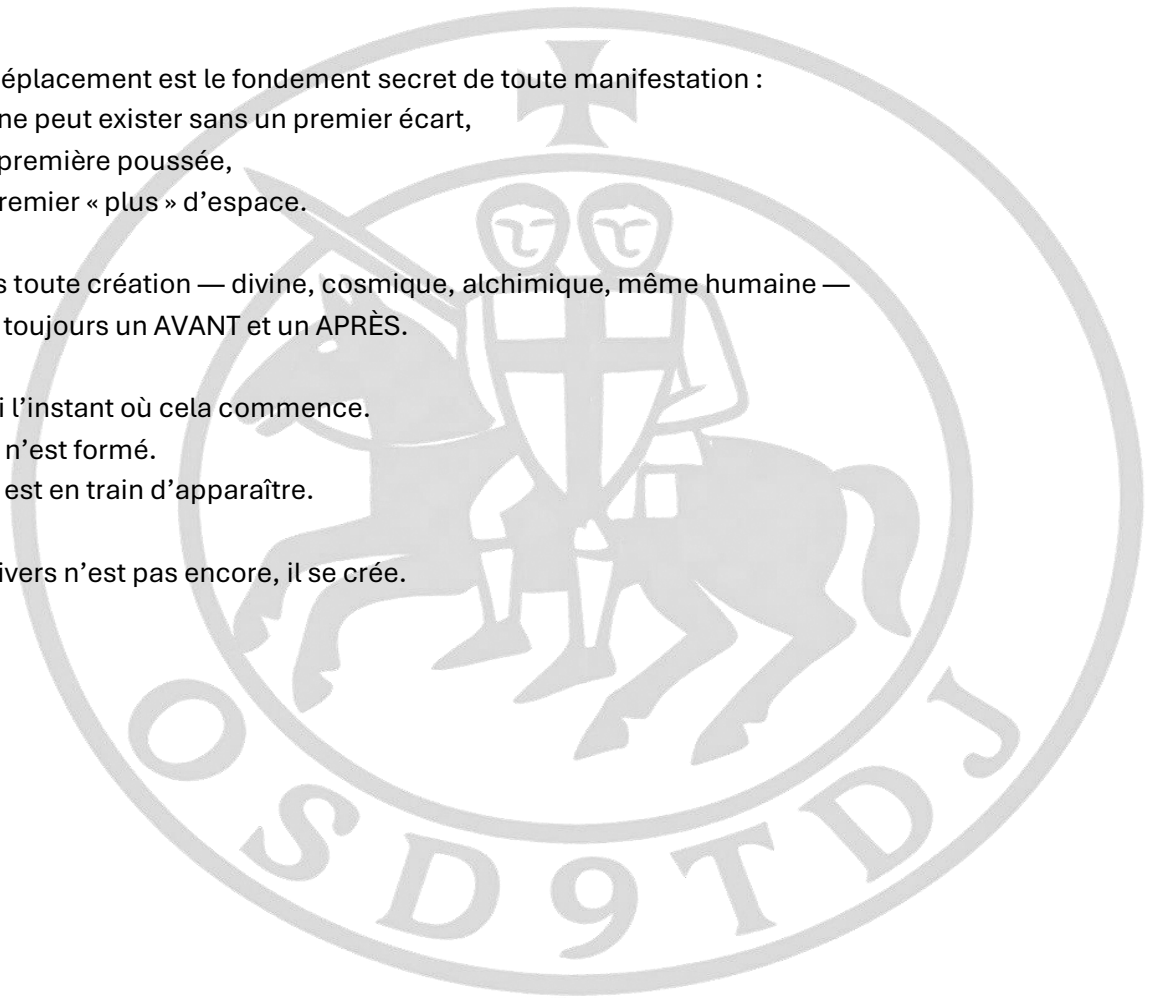 éplacement est le fondement secret de toute manifestation :
ne peut exister sans un premier écart,
première poussée,
remier « plus » d’espace.
s toute création — divine, cosmique, alchimique, même humaine —
toujours un AVANT et un APRÈS.
i l’instant où cela commence.
n’est formé.
est en train d’apparaître.
ivers n’est pas encore, il se crée.
OSD9TDJ